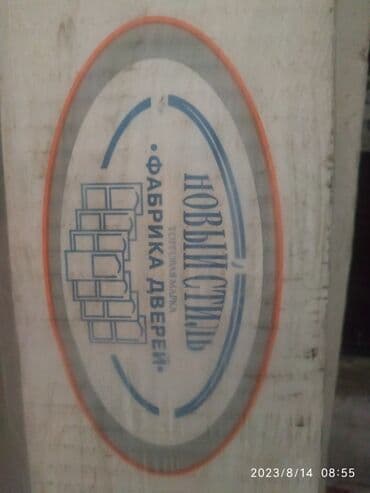 НОВЫЙ СТИЛЬ
ТОРГОВАЯ МАРКА
• ФАБРИКА ДВЕРЕЙ •
2023/8/14 08:55